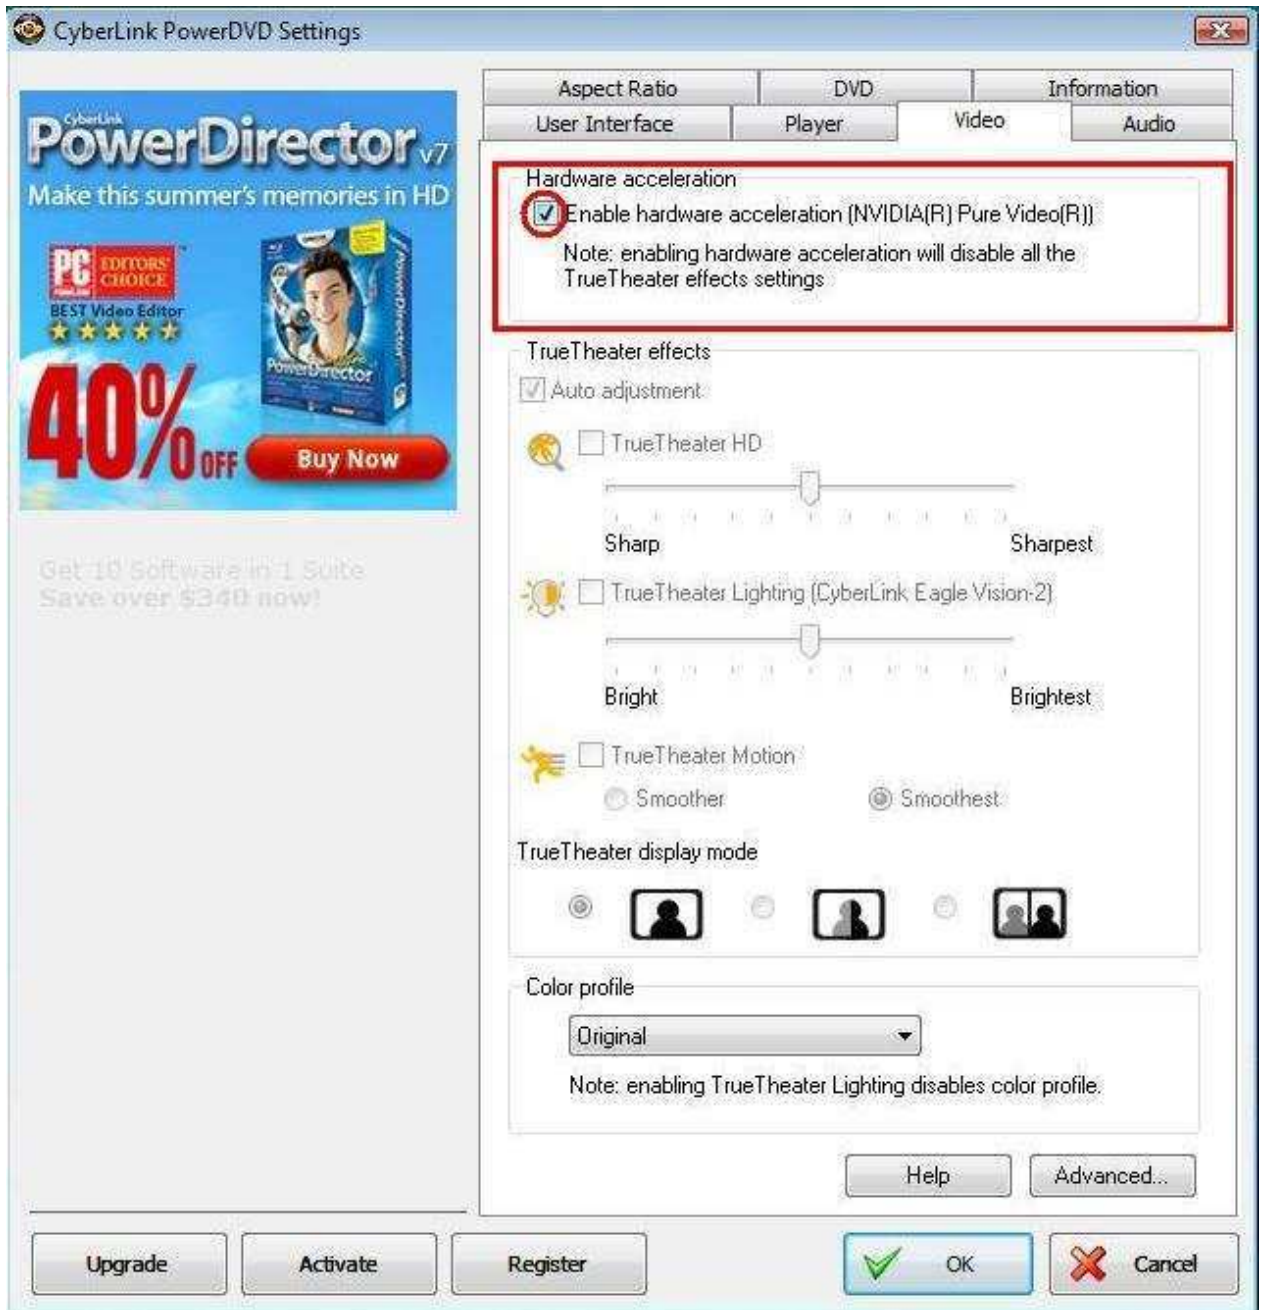 CyberLink PowerDVD Settings
CyberLink
PowerDirector v7
Make this summer's memories in HD
PC EDITORS' CHOICE
BEST Video Editor
PowerDirector
PowerDirector
40% OFF
Buy Now
Get 10 Software in 1 Suite
Save over $340 now!
Aspect Ratio DVD Information
User Interface Player Video Audio
Hardware acceleration
Enable hardware acceleration (NVIDIA(R) Pure Video(R))
Note: enabling hardware acceleration will disable all the
TrueTheater effects settings
TrueTheater effects
Auto adjustment
TrueTheater HD
Sharp Sharpest
TrueTheater Lighting (CyberLink Eagle Vision-2)
Bright Brightest
TrueTheater Motion
Smoother Smoothest
TrueTheater display mode
Color profile
Original
Note: enabling TrueTheater Lighting disables color profile.
Help Advanced...
Upgrade Activate Register OK Cancel